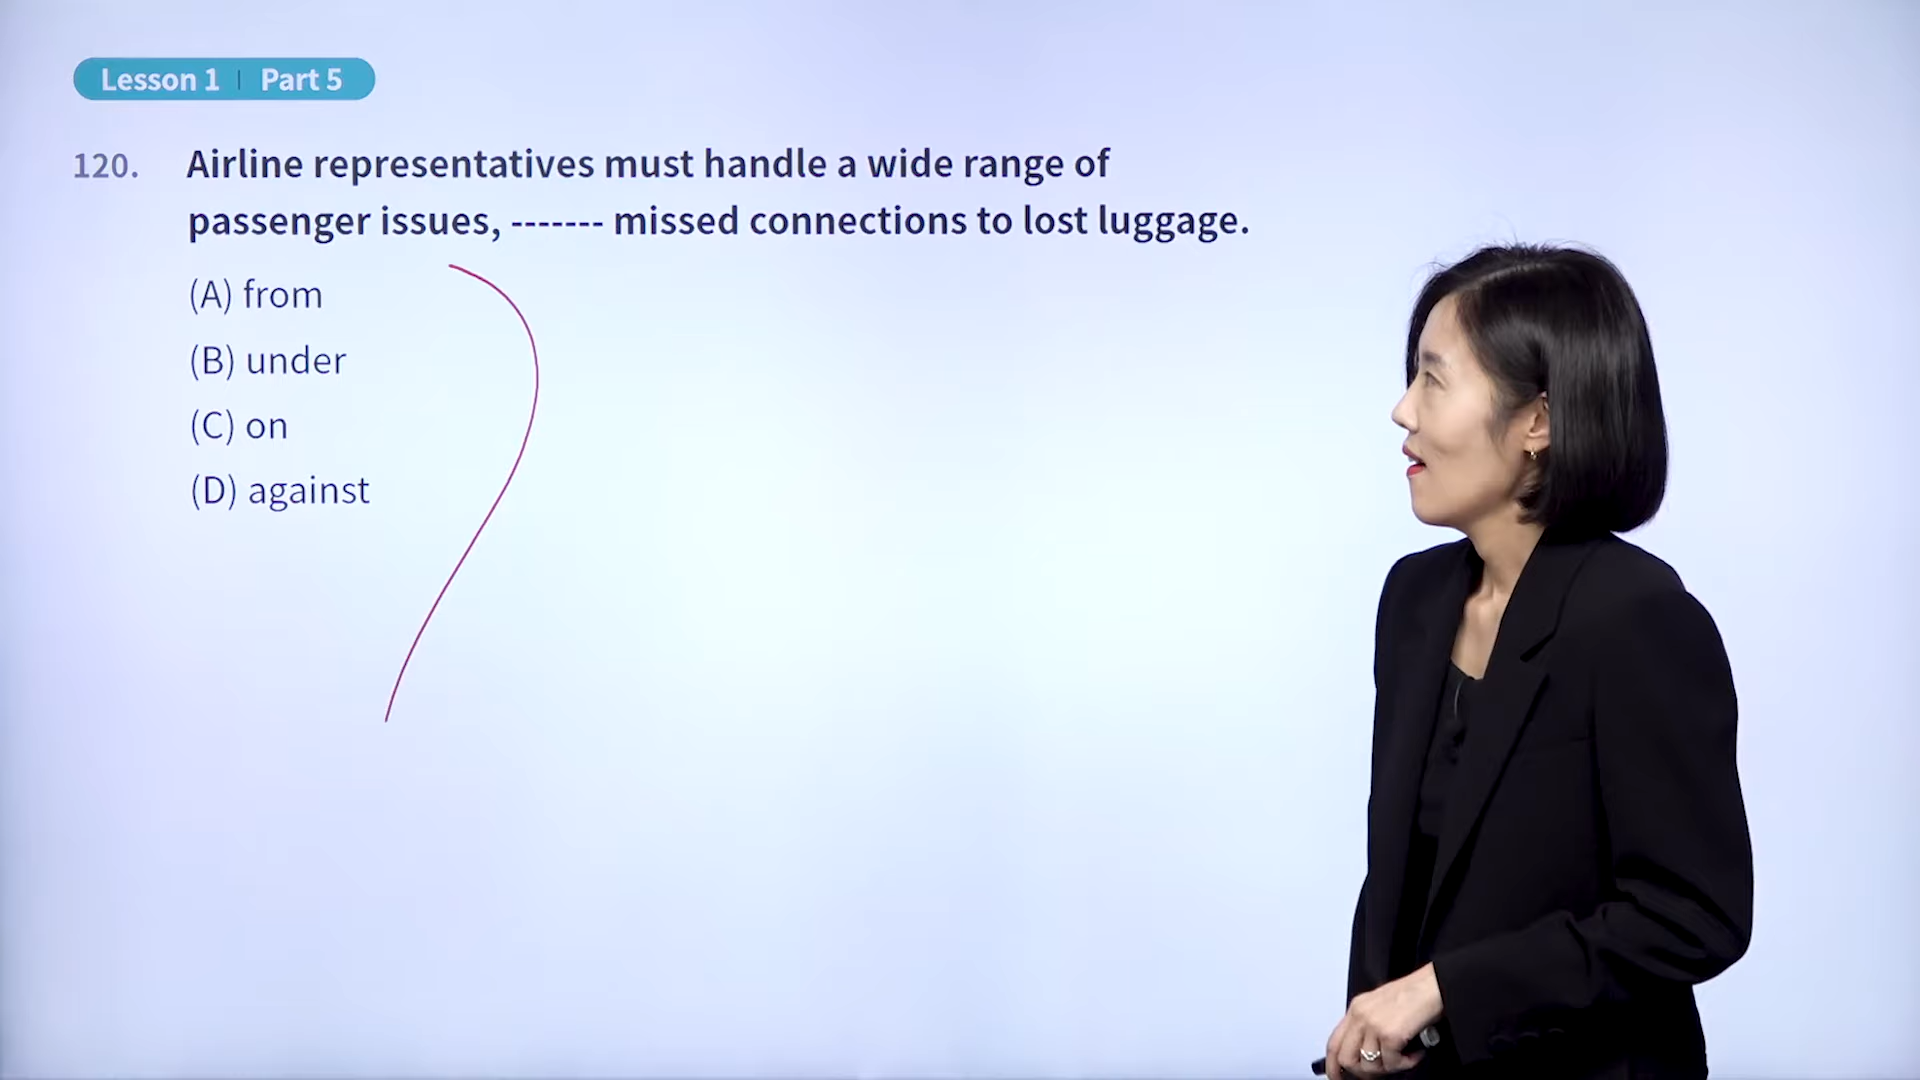 Lesson 1 | Part 5
120. Airline representatives must handle a wide range of
passenger issues, ------- missed connections to lost luggage.
(A) from
(B) under
(C) on
(D) against